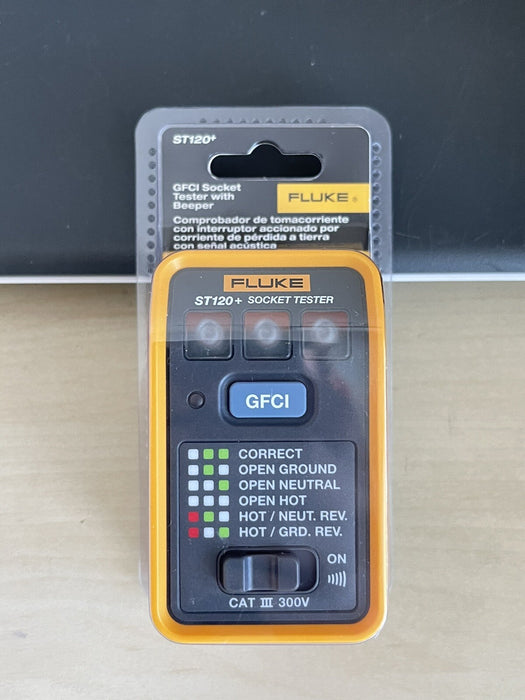 ST120+
GFCI Socket
Tester with
Beeper
FLUKE ®
Comprobador de tomacorriente
con interruptor accionado por
corriente de pérdida a tierra
con señal acústica
FLUKE
ST120+ SOCKET TESTER
GFCI
CORRECT
OPEN GROUND
OPEN NEUTRAL
OPEN HOT
HOT / NEUT. REV.
HOT / GRD. REV.
ON
CAT III 300V